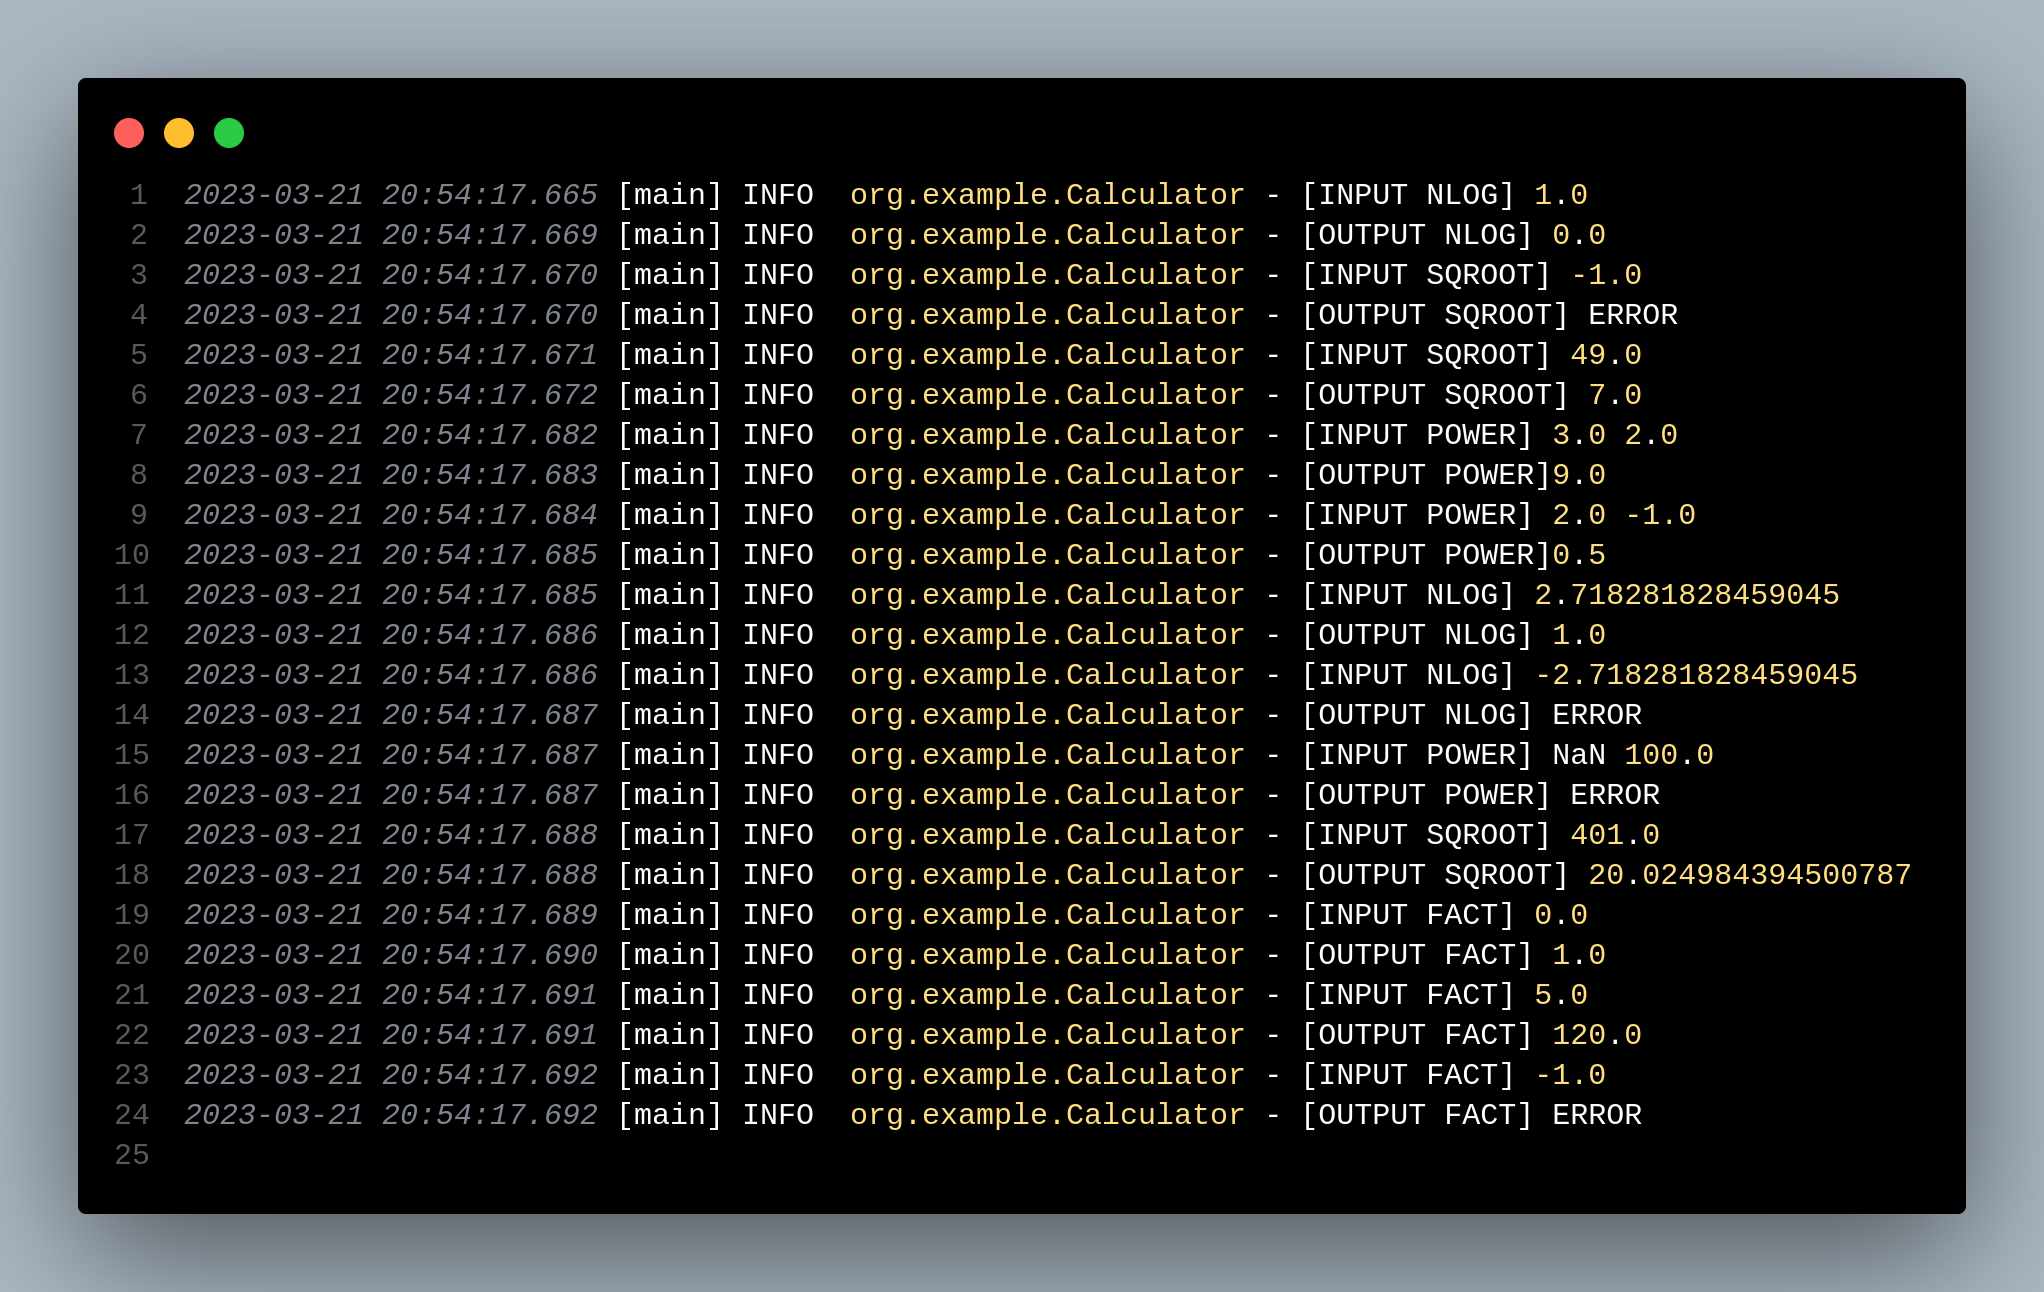 1 2023-03-21 20:54:17.665 [main] INFO  org.example.Calculator - [INPUT NLOG] 1.0
2 2023-03-21 20:54:17.669 [main] INFO  org.example.Calculator - [OUTPUT NLOG] 0.0
3 2023-03-21 20:54:17.670 [main] INFO  org.example.Calculator - [INPUT SQROOT] -1.0
4 2023-03-21 20:54:17.670 [main] INFO  org.example.Calculator - [OUTPUT SQROOT] ERROR
5 2023-03-21 20:54:17.671 [main] INFO  org.example.Calculator - [INPUT SQROOT] 49.0
6 2023-03-21 20:54:17.672 [main] INFO  org.example.Calculator - [OUTPUT SQROOT] 7.0
7 2023-03-21 20:54:17.682 [main] INFO  org.example.Calculator - [INPUT POWER] 3.0 2.0
8 2023-03-21 20:54:17.683 [main] INFO  org.example.Calculator - [OUTPUT POWER]9.0
9 2023-03-21 20:54:17.684 [main] INFO  org.example.Calculator - [INPUT POWER] 2.0 -1.0
10 2023-03-21 20:54:17.685 [main] INFO  org.example.Calculator - [OUTPUT POWER]0.5
11 2023-03-21 20:54:17.685 [main] INFO  org.example.Calculator - [INPUT NLOG] 2.718281828459045
12 2023-03-21 20:54:17.686 [main] INFO  org.example.Calculator - [OUTPUT NLOG] 1.0
13 2023-03-21 20:54:17.686 [main] INFO  org.example.Calculator - [INPUT NLOG] -2.718281828459045
14 2023-03-21 20:54:17.687 [main] INFO  org.example.Calculator - [OUTPUT NLOG] ERROR
15 2023-03-21 20:54:17.687 [main] INFO  org.example.Calculator - [INPUT POWER] NaN 100.0
16 2023-03-21 20:54:17.687 [main] INFO  org.example.Calculator - [OUTPUT POWER] ERROR
17 2023-03-21 20:54:17.688 [main] INFO  org.example.Calculator - [INPUT SQROOT] 401.0
18 2023-03-21 20:54:17.688 [main] INFO  org.example.Calculator - [OUTPUT SQROOT] 20.024984394500787
19 2023-03-21 20:54:17.689 [main] INFO  org.example.Calculator - [INPUT FACT] 0.0
20 2023-03-21 20:54:17.690 [main] INFO  org.example.Calculator - [OUTPUT FACT] 1.0
21 2023-03-21 20:54:17.691 [main] INFO  org.example.Calculator - [INPUT FACT] 5.0
22 2023-03-21 20:54:17.691 [main] INFO  org.example.Calculator - [OUTPUT FACT] 120.0
23 2023-03-21 20:54:17.692 [main] INFO  org.example.Calculator - [INPUT FACT] -1.0
24 2023-03-21 20:54:17.692 [main] INFO  org.example.Calculator - [OUTPUT FACT] ERROR
25